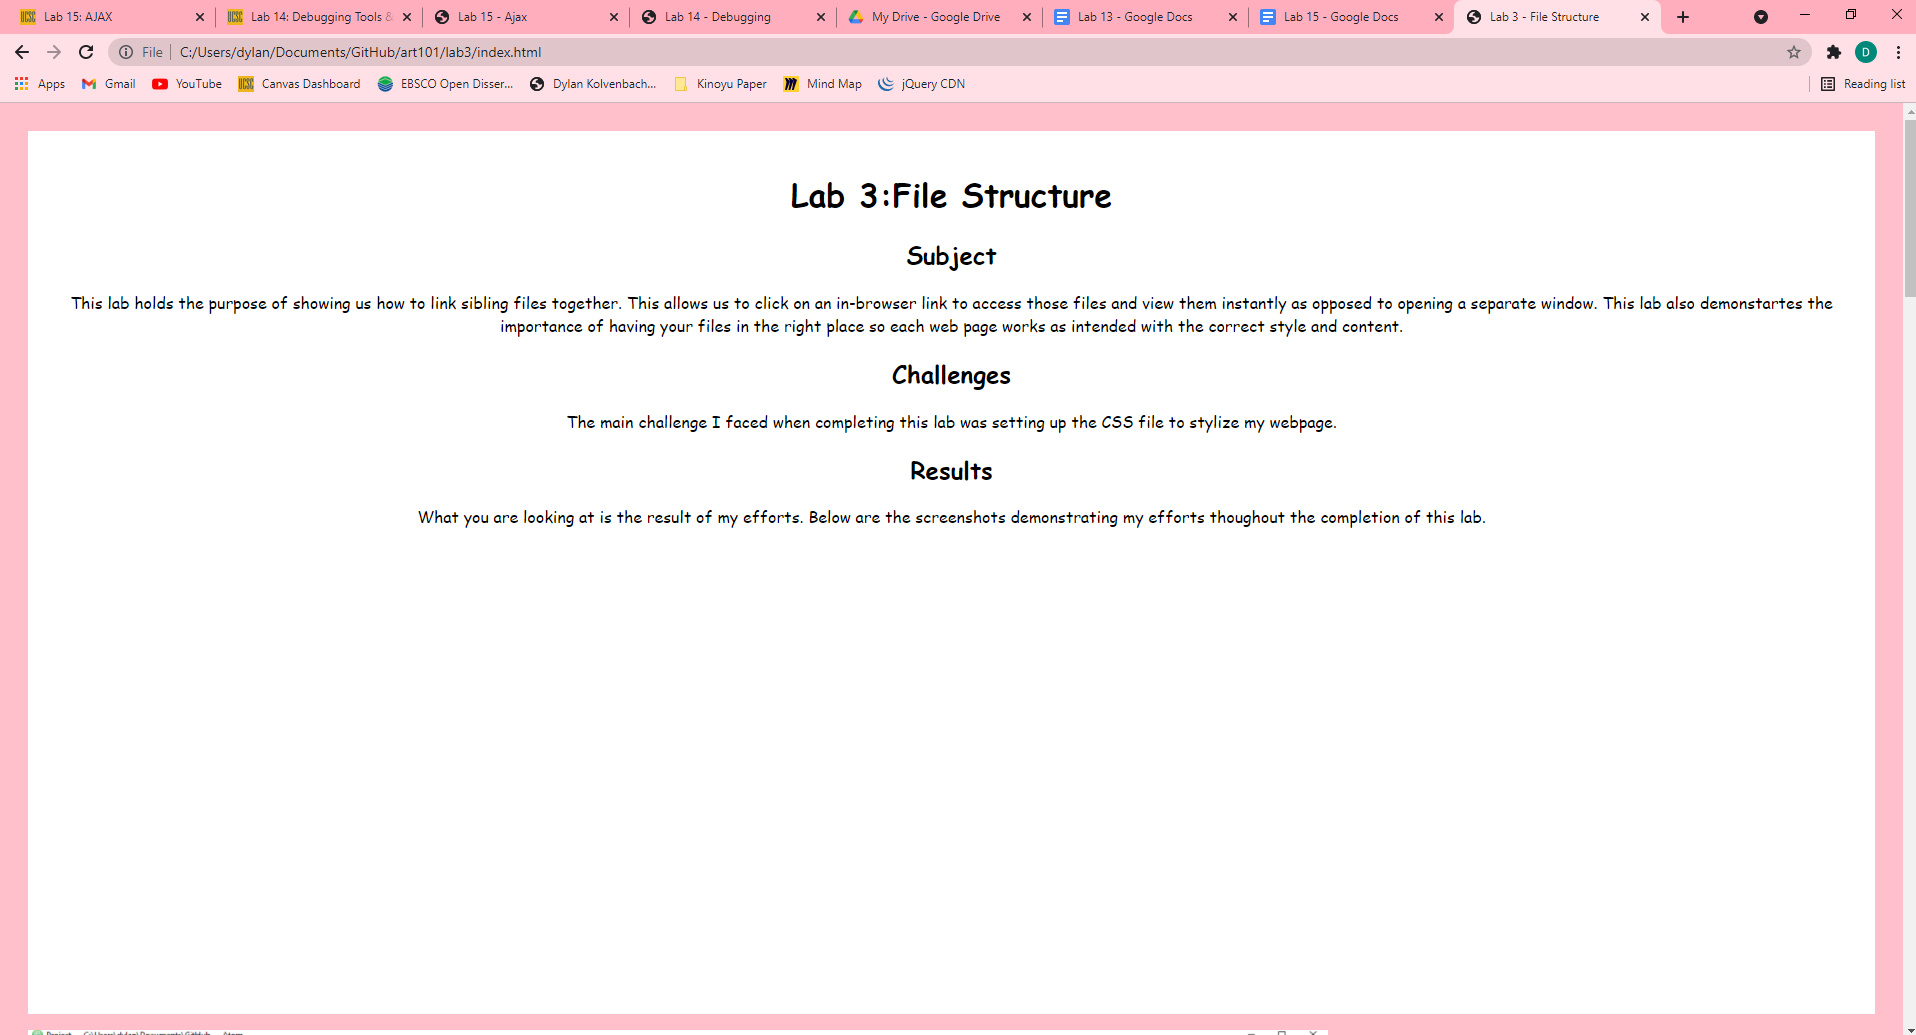 Lab 15: AJAX
Lab 14: Debugging Tools &
Lab 15 - Ajax
Lab 14 - Debugging
My Drive - Google Drive
Lab 13 - Google Docs
Lab 15 - Google Docs
Lab 3 - File Structure
File C:/Users/dylan/Documents/GitHub/art101/lab3/index.html
D
Apps
Gmail
YouTube
UCSC Canvas Dashboard
EBSCO Open Disser...
Dylan Kolvenbach...
Kinoyu Paper
Mind Map
jQuery CDN
Reading list
Lab 3:File Structure
Subject
This lab holds the purpose of showing us how to link sibling files together. This allows us to click on an in-browser link to access those files and view them instantly as opposed to opening a separate window. This lab also demonstartes the
importance of having your files in the right place so each web page works as intended with the correct style and content.
Challenges
The main challenge I faced when completing this lab was setting up the CSS file to stylize my webpage.
Results
What you are looking at is the result of my efforts. Below are the screenshots demonstrating my efforts thoughout the completion of this lab.
Project — C:\Users\dylan\Documents\GitHub — Atom